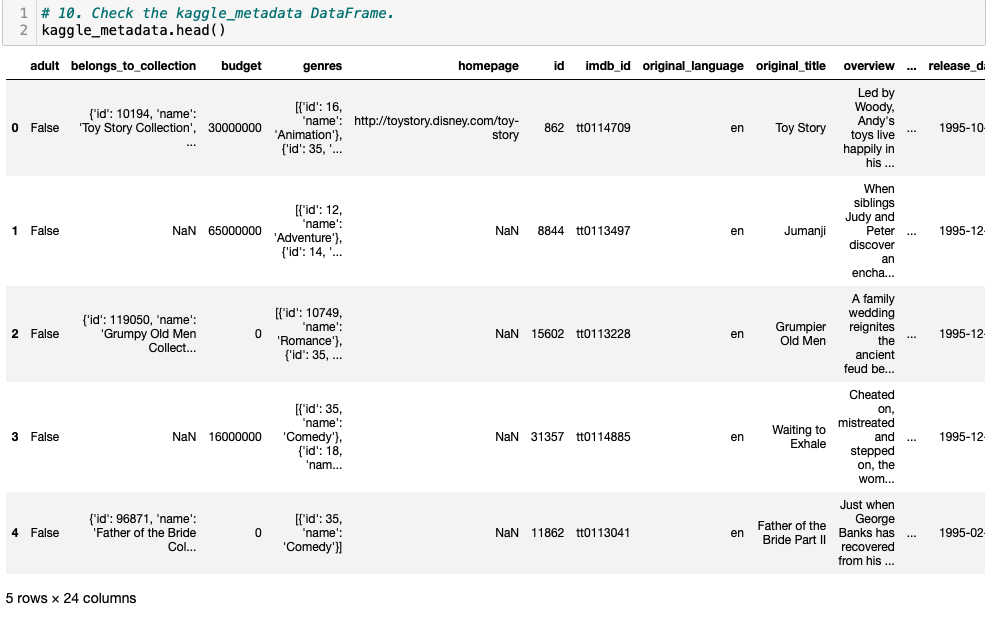 1 # 10. Check the kaggle_metadata DataFrame.
2 kaggle_metadata.head()
adult belongs_to_collection budget genres homepage id imdb_id original_language original_title overview ... release_da
0 False {'id': 10194, 'name': 'Toy Story Collection', ... 30000000 [{'id': 16, 'name': 'Animation'}, {'id': 35, '... http://toystory.disney.com/toy-story 862 tt0114709 en Toy Story Led by Woody, Andy's toys live happily in his ... ... 1995-10-
1 False NaN 65000000 [{'id': 12, 'name': 'Adventure'}, {'id': 14, '... NaN 8844 tt0113497 en Jumanji When siblings Judy and Peter discover an encha... ... 1995-12-
2 False {'id': 119050, 'name': 'Grumpy Old Men Collect... 0 [{'id': 10749, 'name': 'Romance'}, {'id': 35, ... NaN 15602 tt0113228 en Grumpier Old Men A family wedding reignites the ancient feud be... ... 1995-12-
3 False NaN 16000000 [{'id': 35, 'name': 'Comedy'}, {'id': 18, 'nam... NaN 31357 tt0114885 en Waiting to Exhale Cheated on, mistreated and stepped on, the wom... ... 1995-12-
4 False {'id': 96871, 'name': 'Father of the Bride Col... 0 [{'id': 35, 'name': 'Comedy'}] NaN 11862 tt0113041 en Father of the Bride Part II Just when George Banks has recovered from his ... ... 1995-02-
5 rows × 24 columns